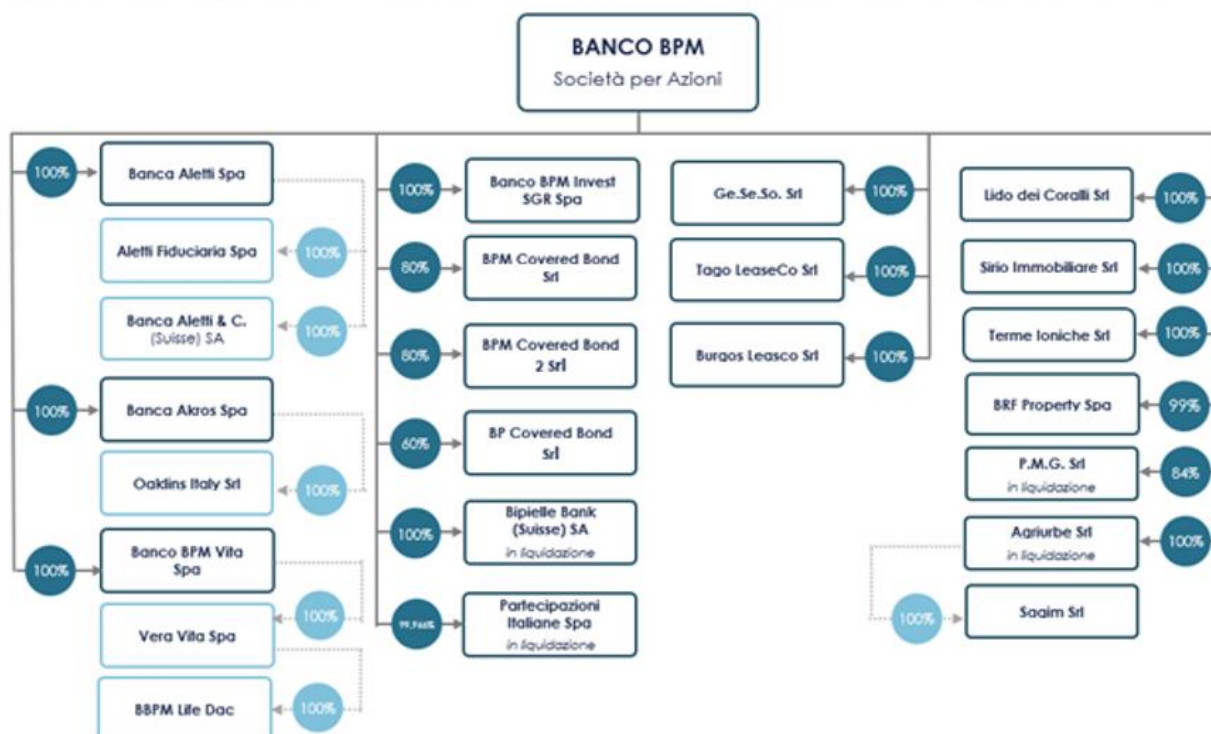 BANCO BPM
Società per Azioni
100%
Banca Aletti Spa
Aletti Fiduciaria Spa
100%
Banca Aletti & C.
(Suisse) SA
100%
100%
Banca Akros Spa
Oaklins Italy Srl
100%
100%
Banco BPM Vita
Spa
Vera Vita Spa
100%
BBPM Life Dac
100%
100%
Banco BPM Invest
SGR Spa
80%
BPM Covered Bond
Srl
80%
BPM Covered Bond
2 Srl
60%
BP Covered Bond
Srl
100%
Bipielle Bank
(Suisse) SA
in liquidazione
Partecipazioni
Italiane Spa
in liquidazione
Ge.Se.So. Srl
100%
Tago LeaseCo Srl
100%
Burgos Leasco Srl
100%
Lido dei Coralli Srl
100%
Sirio Immobiliare Srl
100%
Terme Ioniche Srl
100%
BRF Property Spa
99%
P.M.G. Srl
in liquidazione
84%
Agriurbe Srl
in liquidazione
100%
100%
Sagim Srl